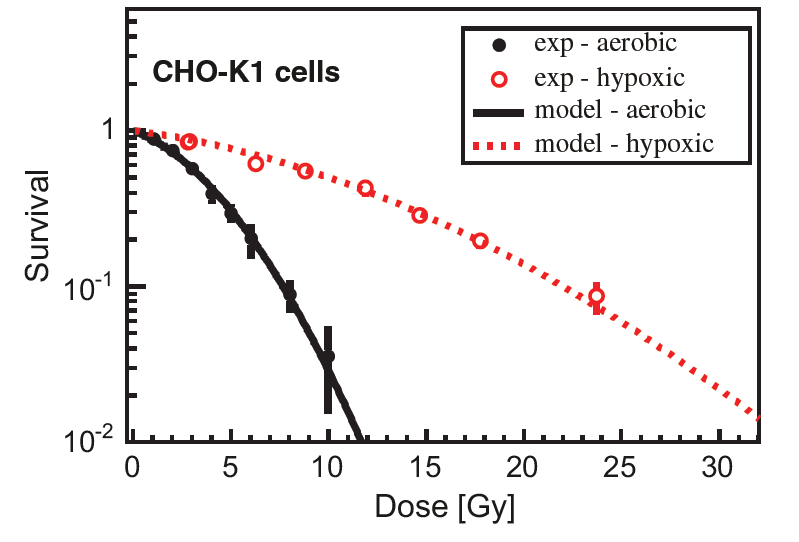 CHO-K1 cells
exp - aerobic
exp - hypoxic
model - aerobic
model - hypoxic
Survival
1
10-1
10-2
0 5 10 15 20 25 30
Dose [Gy]